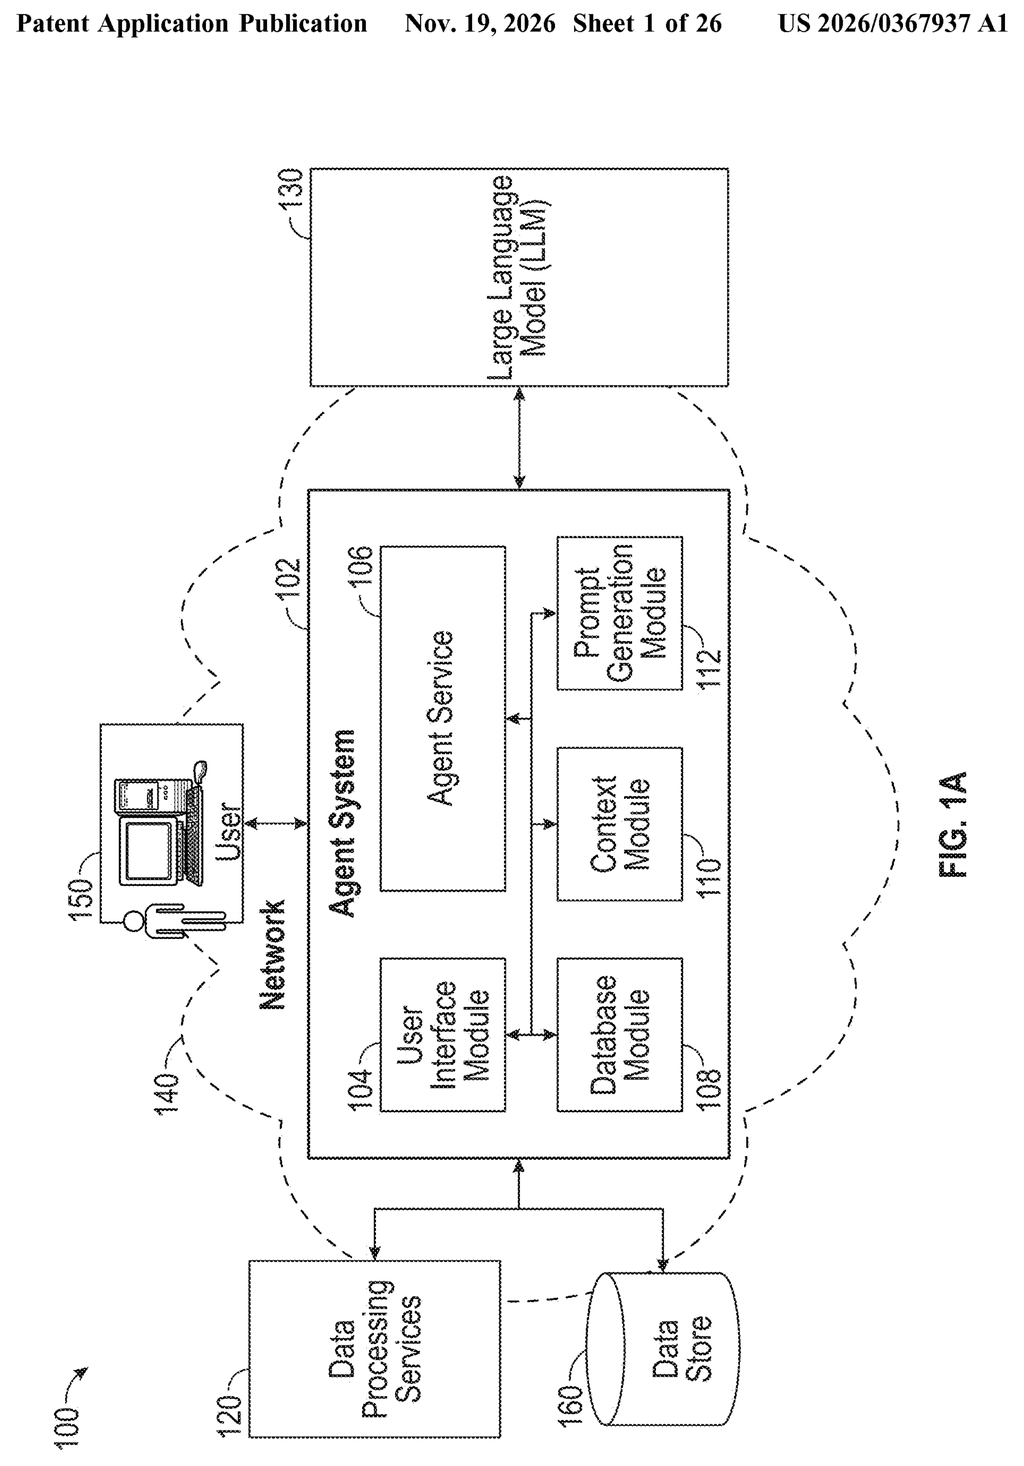 Patent Application Publication Nov. 19, 2026 Sheet 1 of 26 US 2026/0367937 A1
100
120
Data
Processing
Services
160
Data
Store
140
Network
150
User
102
Agent System
104
User
Interface
Module
106
Agent Service
108
Database
Module
110
Context
Module
112
Prompt
Generation
Module
130
Large Language
Model (LLM)
FIG. 1A